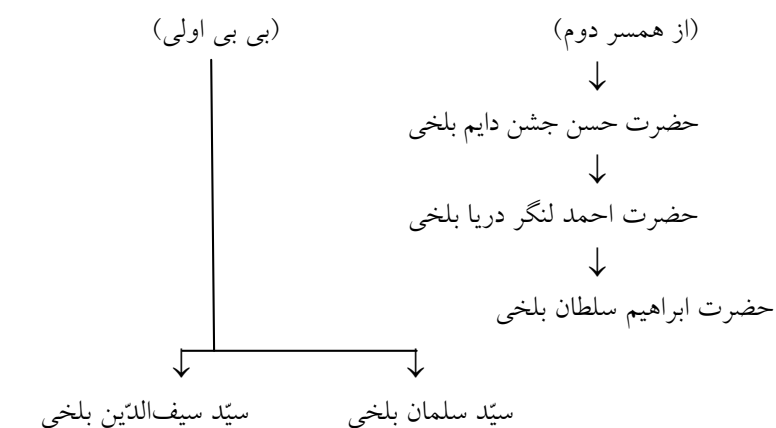 (از همسر دوم) (بی بی اولی)
حضرت حسن جشن دایم بلخی
حضرت احمد لنگر دریا بلخی
حضرت ابراهیم سلطان بلخی
سیّد سلمان بلخی سیّد سیف‌الدّین بلخی